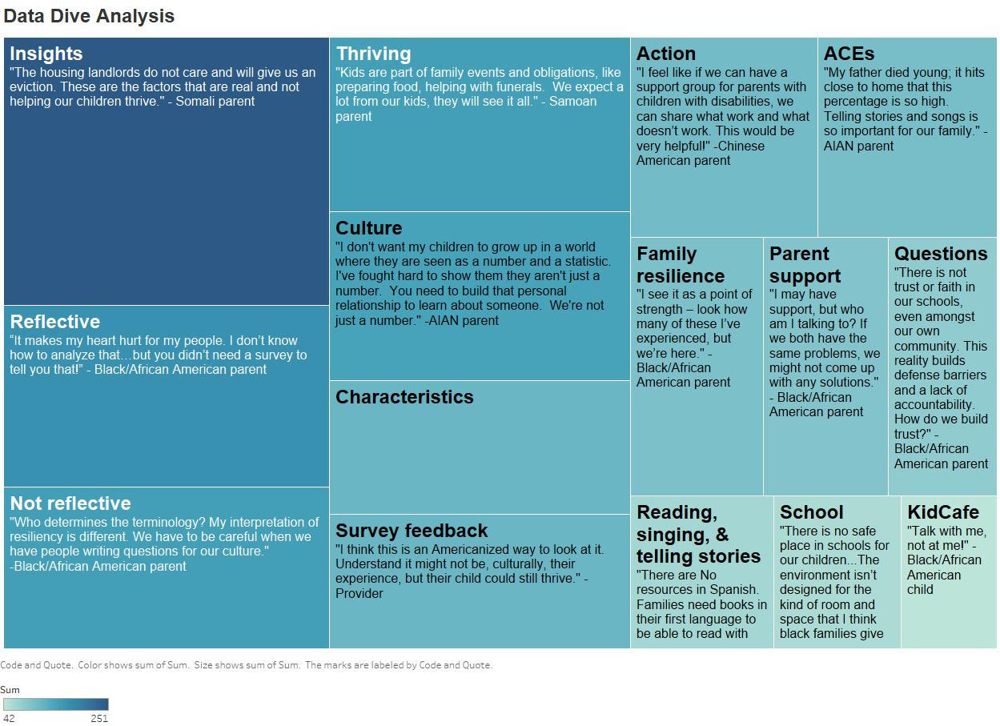 Data Dive Analysis
Insights
"The housing landlords do not care and will give us an
eviction. These are the factors that are real and not
helping our children thrive." - Somali parent
Reflective
“It makes my heart hurt for my people. I don’t know
how to analyze that…but you didn’t need a survey to
tell you that!” - Black/African American parent
Not reflective
"Who determines the terminology? My interpretation of
resiliency is different. We have to be careful when we
have people writing questions for our culture."
-Black/African American parent
Thriving
"Kids are part of family events and obligations, like
preparing food, helping with funerals.  We expect a
lot from our kids, they will see it all." - Samoan
parent
Culture
"I don't want my children to grow up in a world
where they are seen as a number and a statistic.
I've fought hard to show them they aren't just a
number.  You need to build that personal
relationship to learn about someone.  We're not
just a number." -AIAN parent
Characteristics
Survey feedback
"I think this is an Americanized way to look at it.
Understand it might not be, culturally, their
experience, but their child could still thrive." -
Provider
Action
"I feel like if we can have a
support group for parents with
children with disabilities, we
can share what work and what
doesn’t work. This would be
very helpful!" -Chinese
American parent
ACEs
"My father died young; it hits
close to home that this
percentage is so high.
Telling stories and songs is
so important for our family." -
AIAN parent
Family
resilience
"I see it as a point of
strength – look how
many of these I’ve
experienced, but
we’re here." -
Black/African
American parent
Parent
support
"I may have
support, but who
am I talking to? If
we both have the
same problems, we
might not come up
with any solutions."
- Black/African
American parent
Questions
"There is not
trust or faith in
our schools,
even amongst
our own
community. This
reality builds
defense barriers
and a lack of
accountability.
How do we build
trust?" -
Black/African
American parent
Reading,
singing, &
telling stories
"There are No
resources in Spanish.
Families need books in
their first language to
be able to read with
School
"There is no safe
place in schools for
our children...The
environment isn’t
designed for the
kind of room and
space that I think
black families give
KidCafe
"Talk with me,
not at me!" -
Black/African
American
child
Code and Quote.  Color shows sum of Sum.  Size shows sum of Sum.  The marks are labeled by Code and Quote.
Sum
42 251